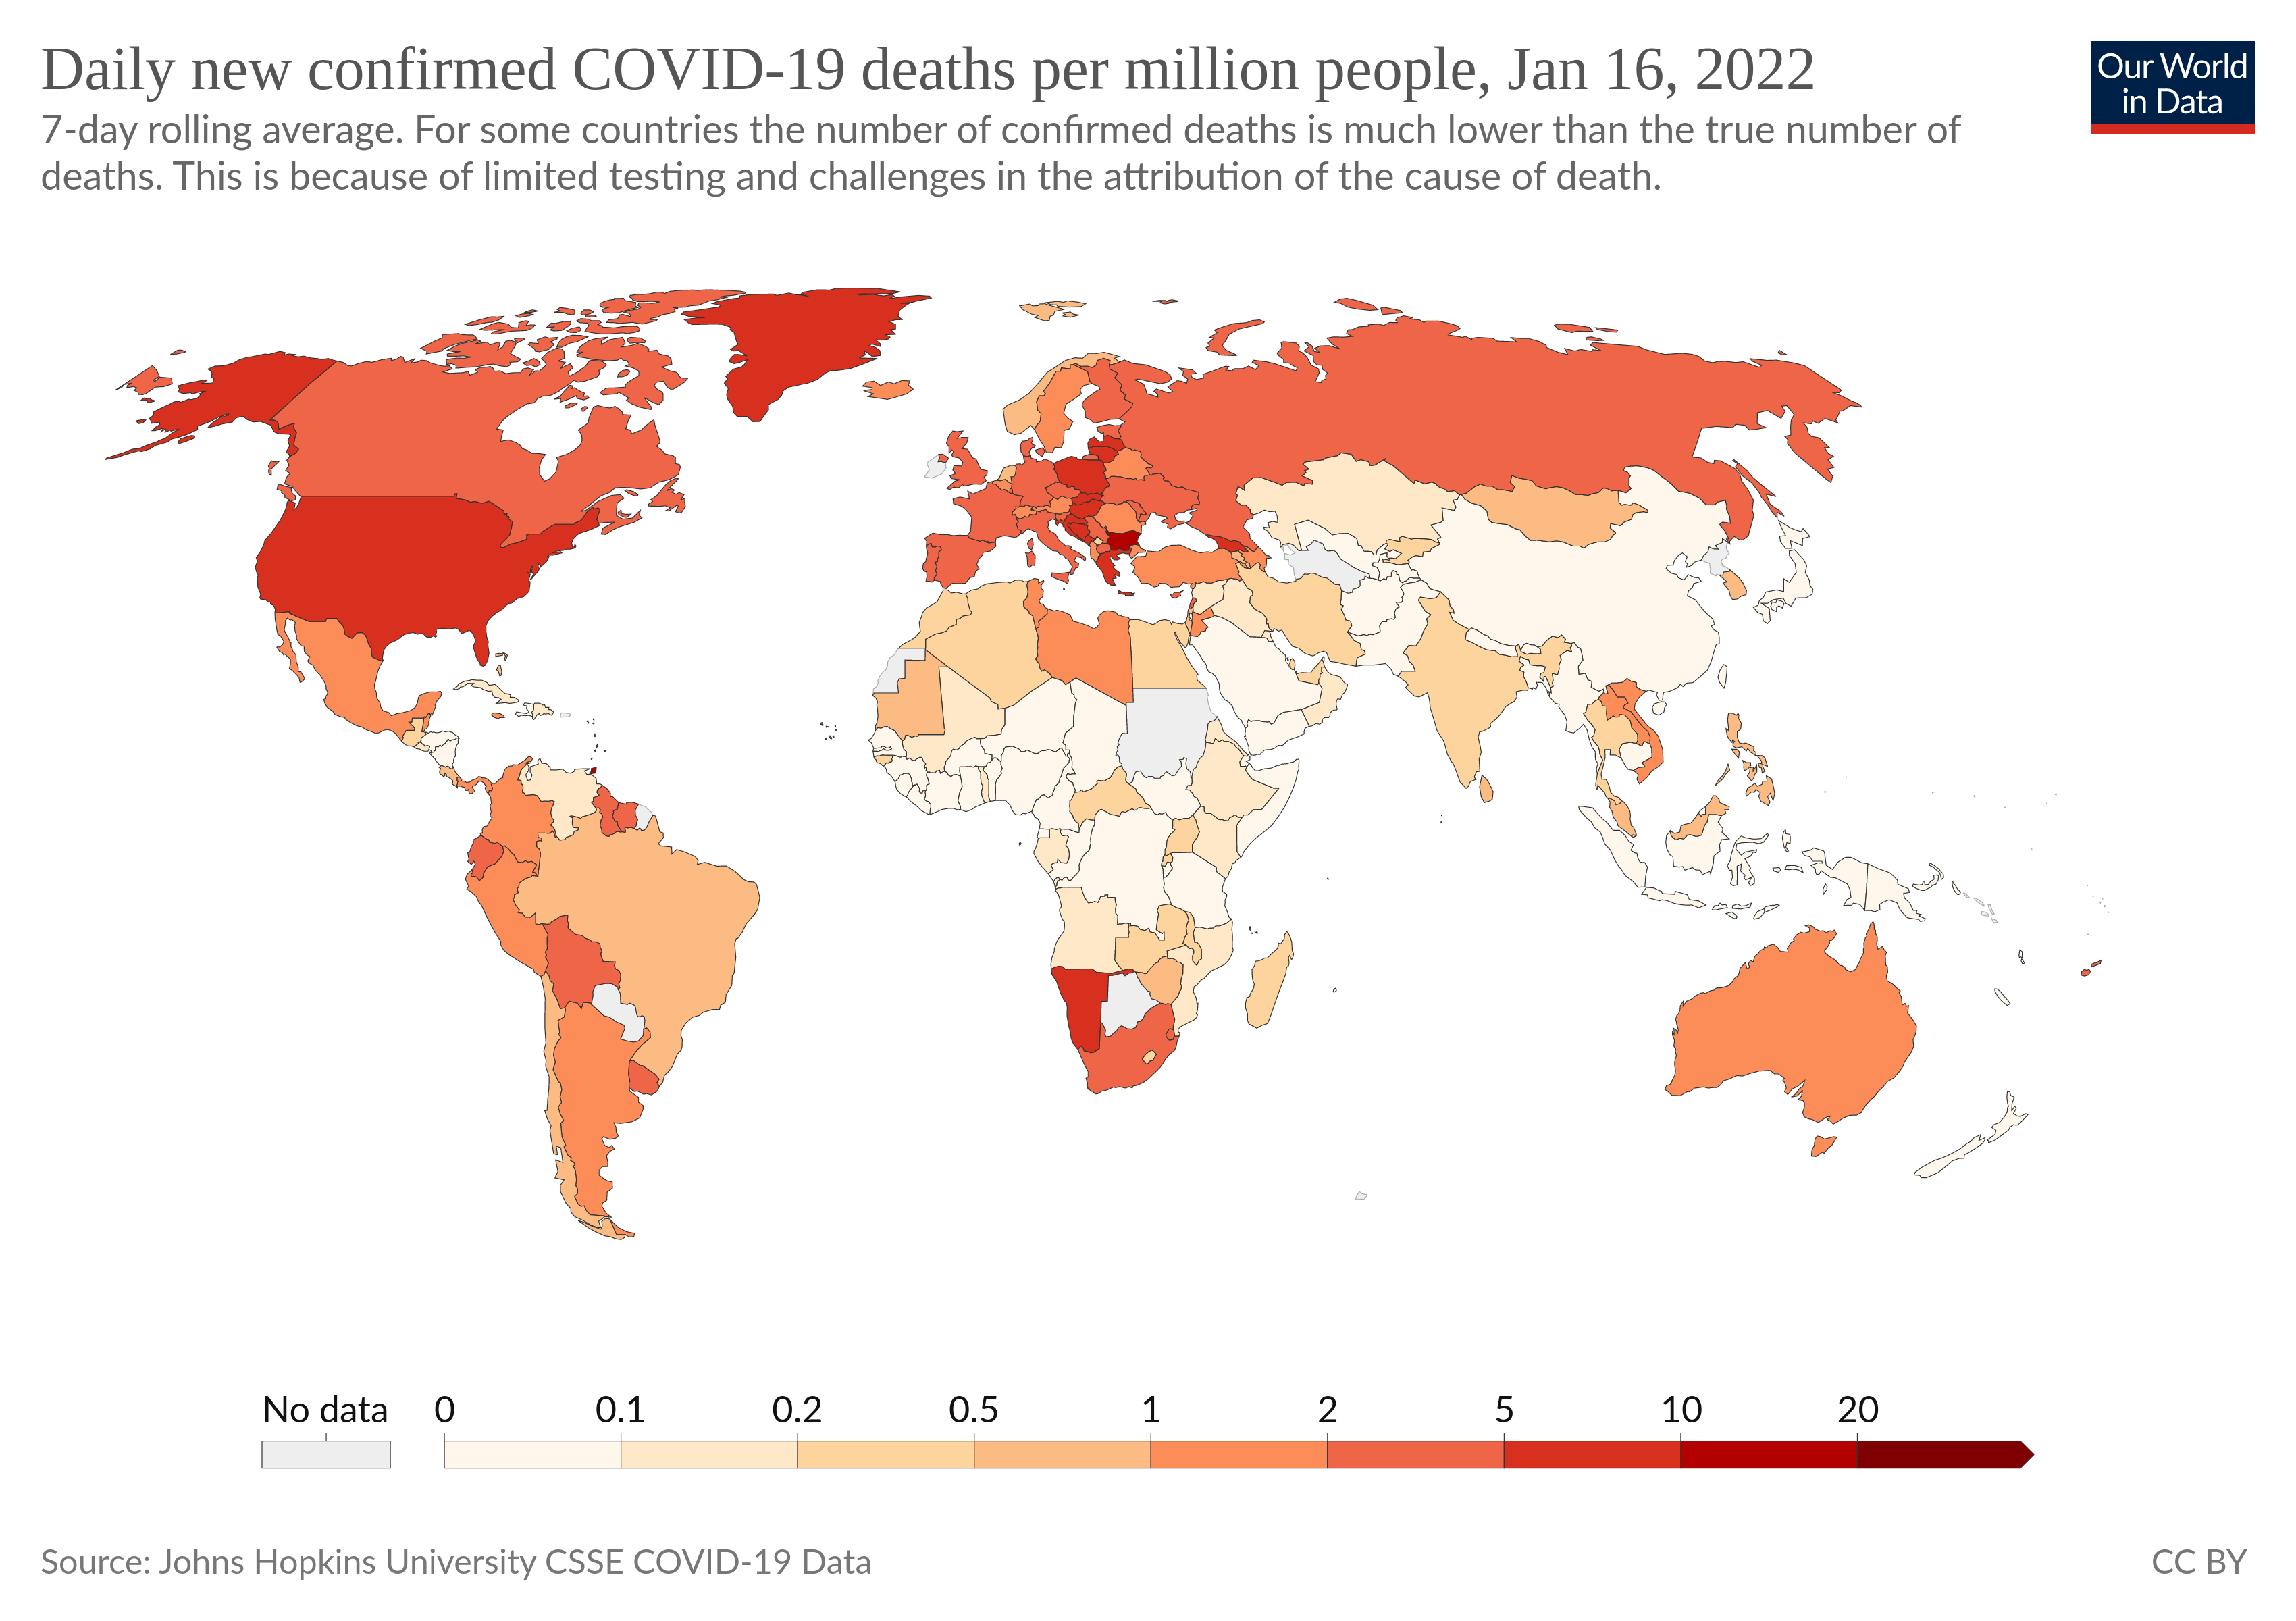 Daily new confirmed COVID-19 deaths per million people, Jan 16, 2022
Our World
in Data
7-day rolling average. For some countries the number of confirmed deaths is much lower than the true number of
deaths. This is because of limited testing and challenges in the attribution of the cause of death.
No data 0 0.1 0.2 0.5 1 2 5 10 20
Source: Johns Hopkins University CSSE COVID-19 Data
CC BY